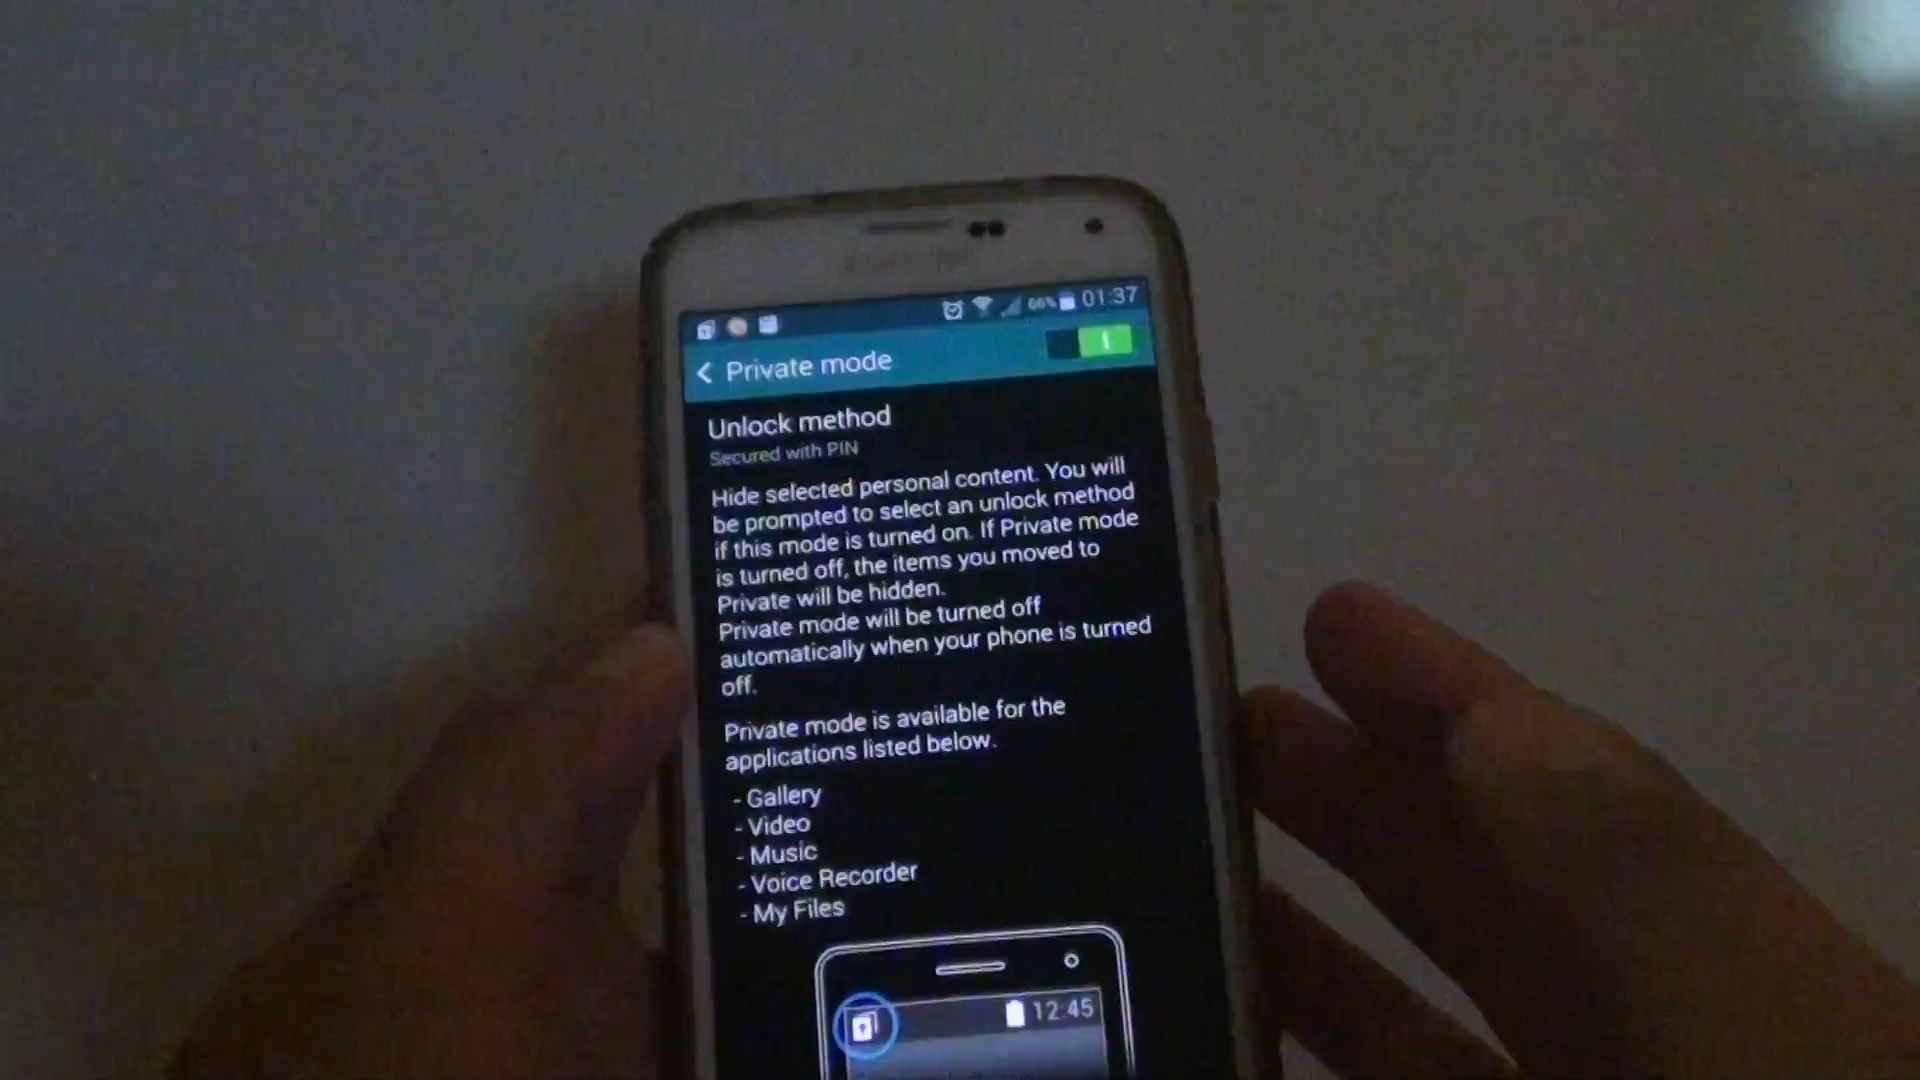 66% 01:37
Private mode
Unlock method
Secured with PIN
Hide selected personal content. You will
be prompted to select an unlock method
if this mode is turned on. If Private mode
is turned off, the items you moved to
Private will be hidden.
Private mode will be turned off
automatically when your phone is turned
off.
Private mode is available for the
applications listed below.
- Gallery
- Video
- Music
- Voice Recorder
- My Files
12:45